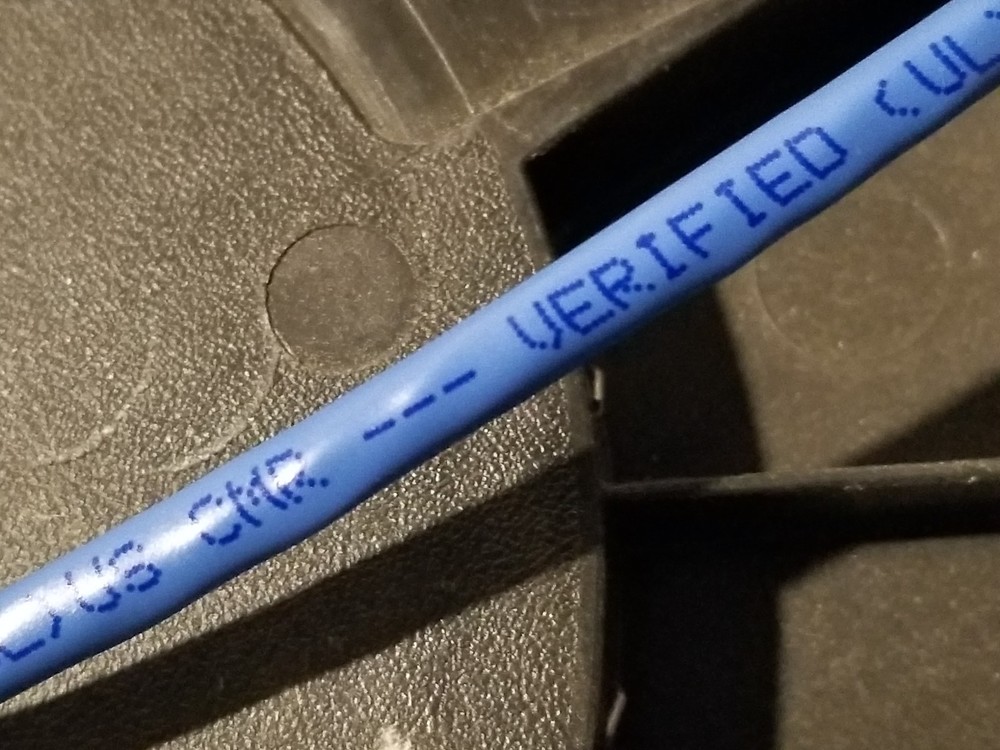 L)US CMR --- VERIFIED (UL)